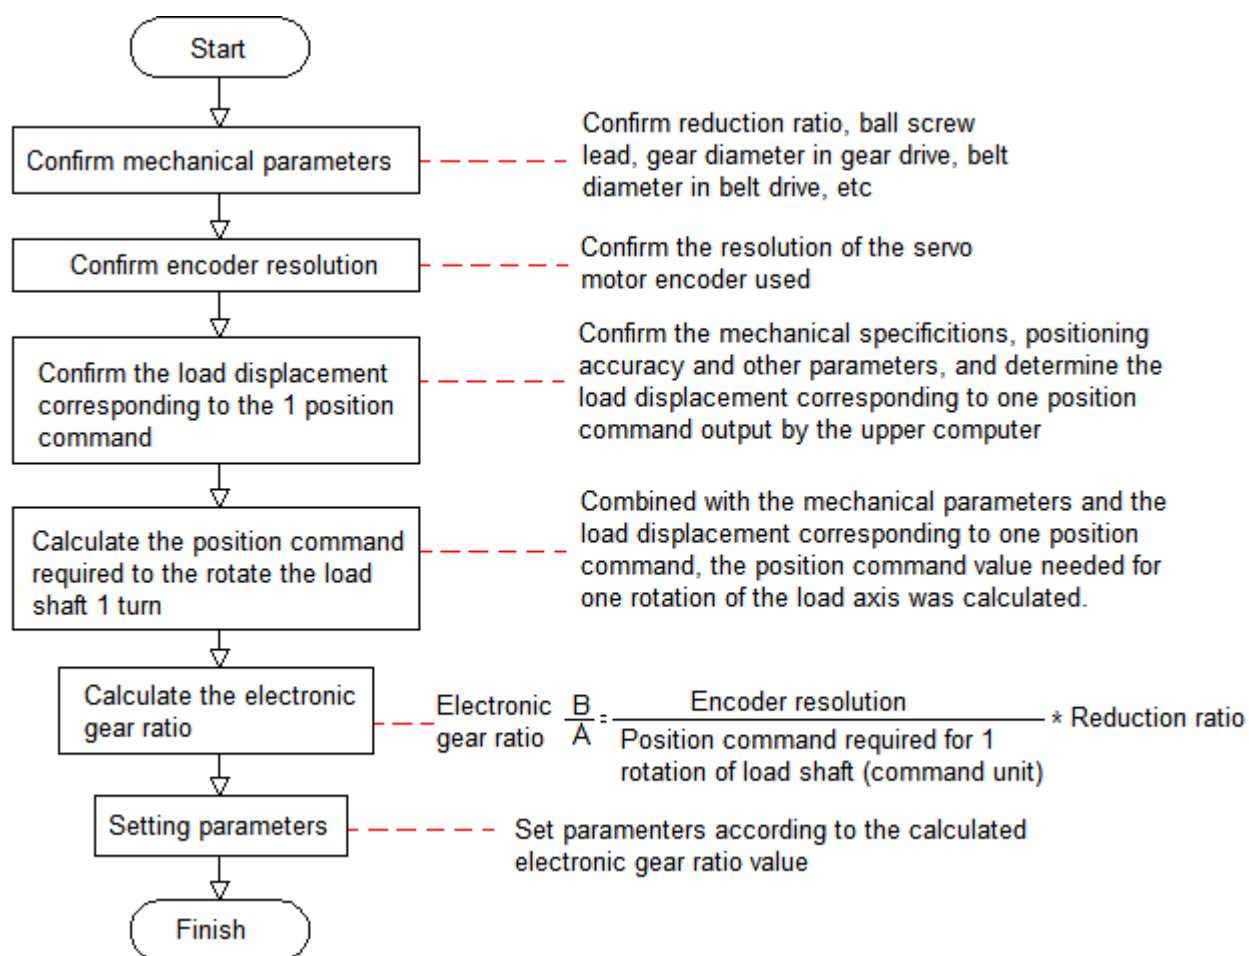 Start
Confirm mechanical parameters
Confirm reduction ratio, ball screw
lead, gear diameter in gear drive, belt
diameter in belt drive, etc
Confirm encoder resolution
Confirm the resolution of the servo
motor encoder used
Confirm the load displacement
corresponding to the 1 position
command
Confirm the mechanical specificitions, positioning
accuracy and other parameters, and determine the
load displacement corresponding to one position
command output by the upper computer
Calculate the position command
required to the rotate the load
shaft 1 turn
Combined with the mechanical parameters and the
load displacement corresponding to one position
command, the position command value needed for
one rotation of the load axis was calculated.
Calculate the electronic
gear ratio
Electronic
gear ratio
B
A
=
Encoder resolution
Position command required for 1
rotation of load shaft (command unit)
* Reduction ratio
Setting parameters
Set paramenters according to the calculated
electronic gear ratio value
Finish